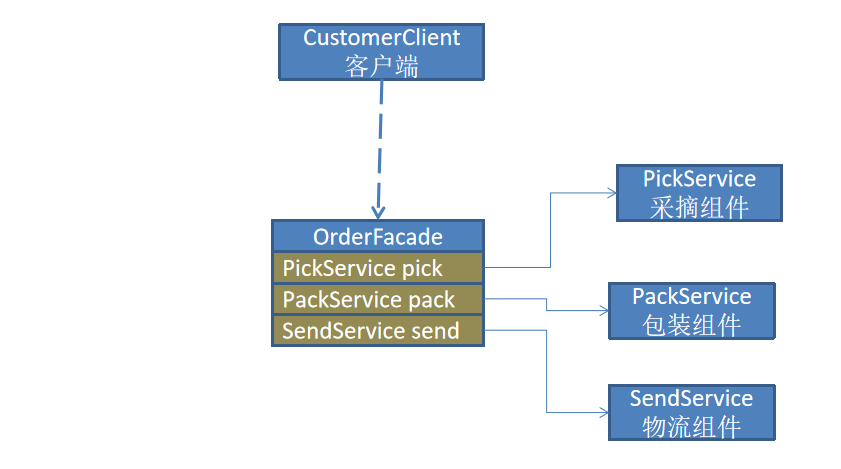 CustomerClient
客户端
OrderFacade
PickService pick
PackService pack
SendService send
PickService
采摘组件
PackService
包装组件
SendService
物流组件